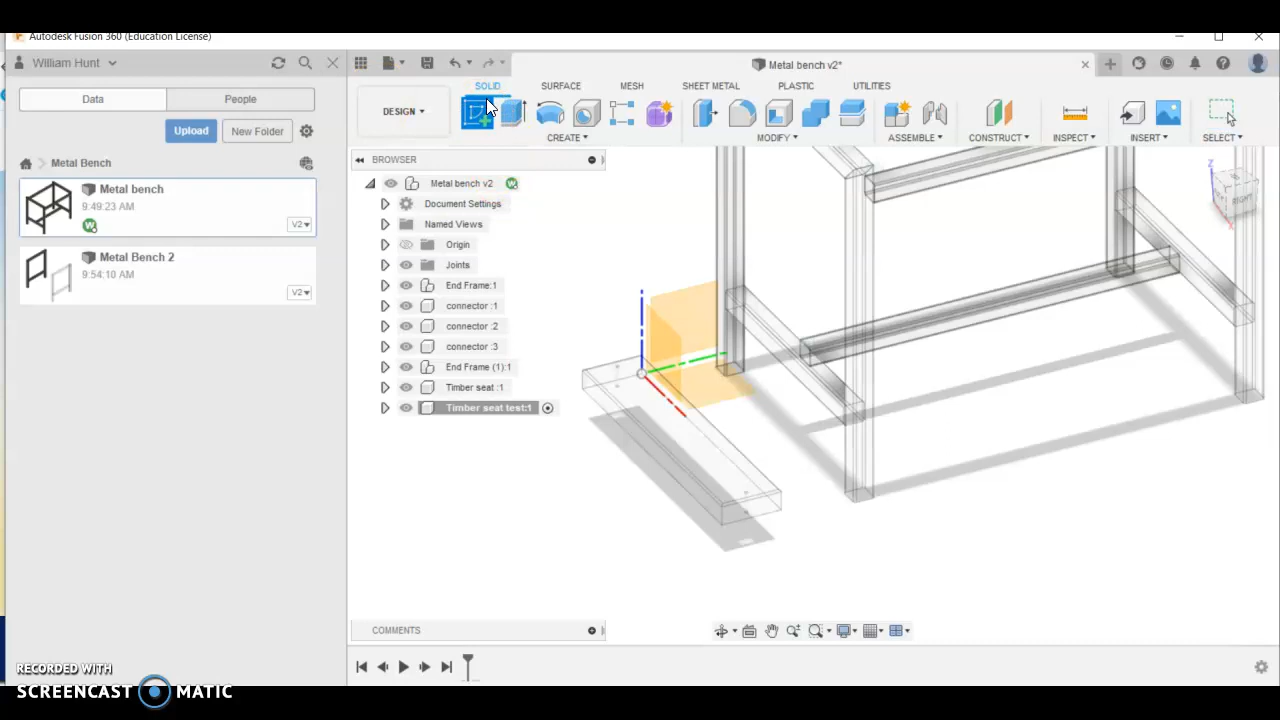 Autodesk Fusion 360 (Education License)
William Hunt
Metal bench v2*
Data
People
SOLID
SURFACE
MESH
SHEET METAL
PLASTIC
UTILITIES
DESIGN
Upload
New Folder
CREATE
MODIFY
ASSEMBLE
CONSTRUCT
INSPECT
INSERT
SELECT
Metal Bench
Metal bench
9:49:23 AM
V2
Metal Bench 2
9:54:10 AM
V2
BROWSER
Metal bench v2
Document Settings
Named Views
Origin
Joints
End Frame:1
connector :1
connector :2
connector :3
End Frame (1):1
Timber seat :1
Timber seat test:1
Z
RIGHT
COMMENTS
RECORDED WITH
SCREENCAST MATIC